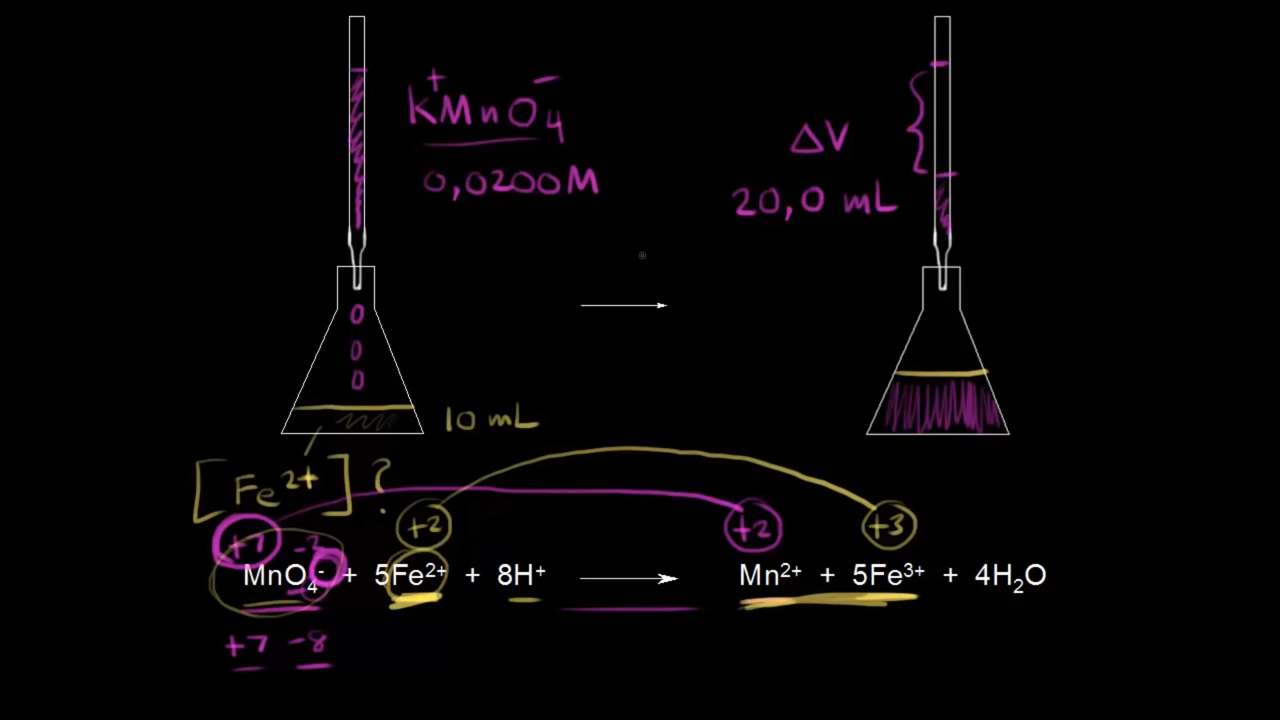 K⁺MnO₄⁻
0,0200M
ΔV
20,0 mL
10 mL
[Fe²⁺] ?
+7 -2 +2 +2 +3
MnO₄⁻ + 5Fe²⁺ + 8H⁺ → Mn²⁺ + 5Fe³⁺ + 4H₂O
+7 -8